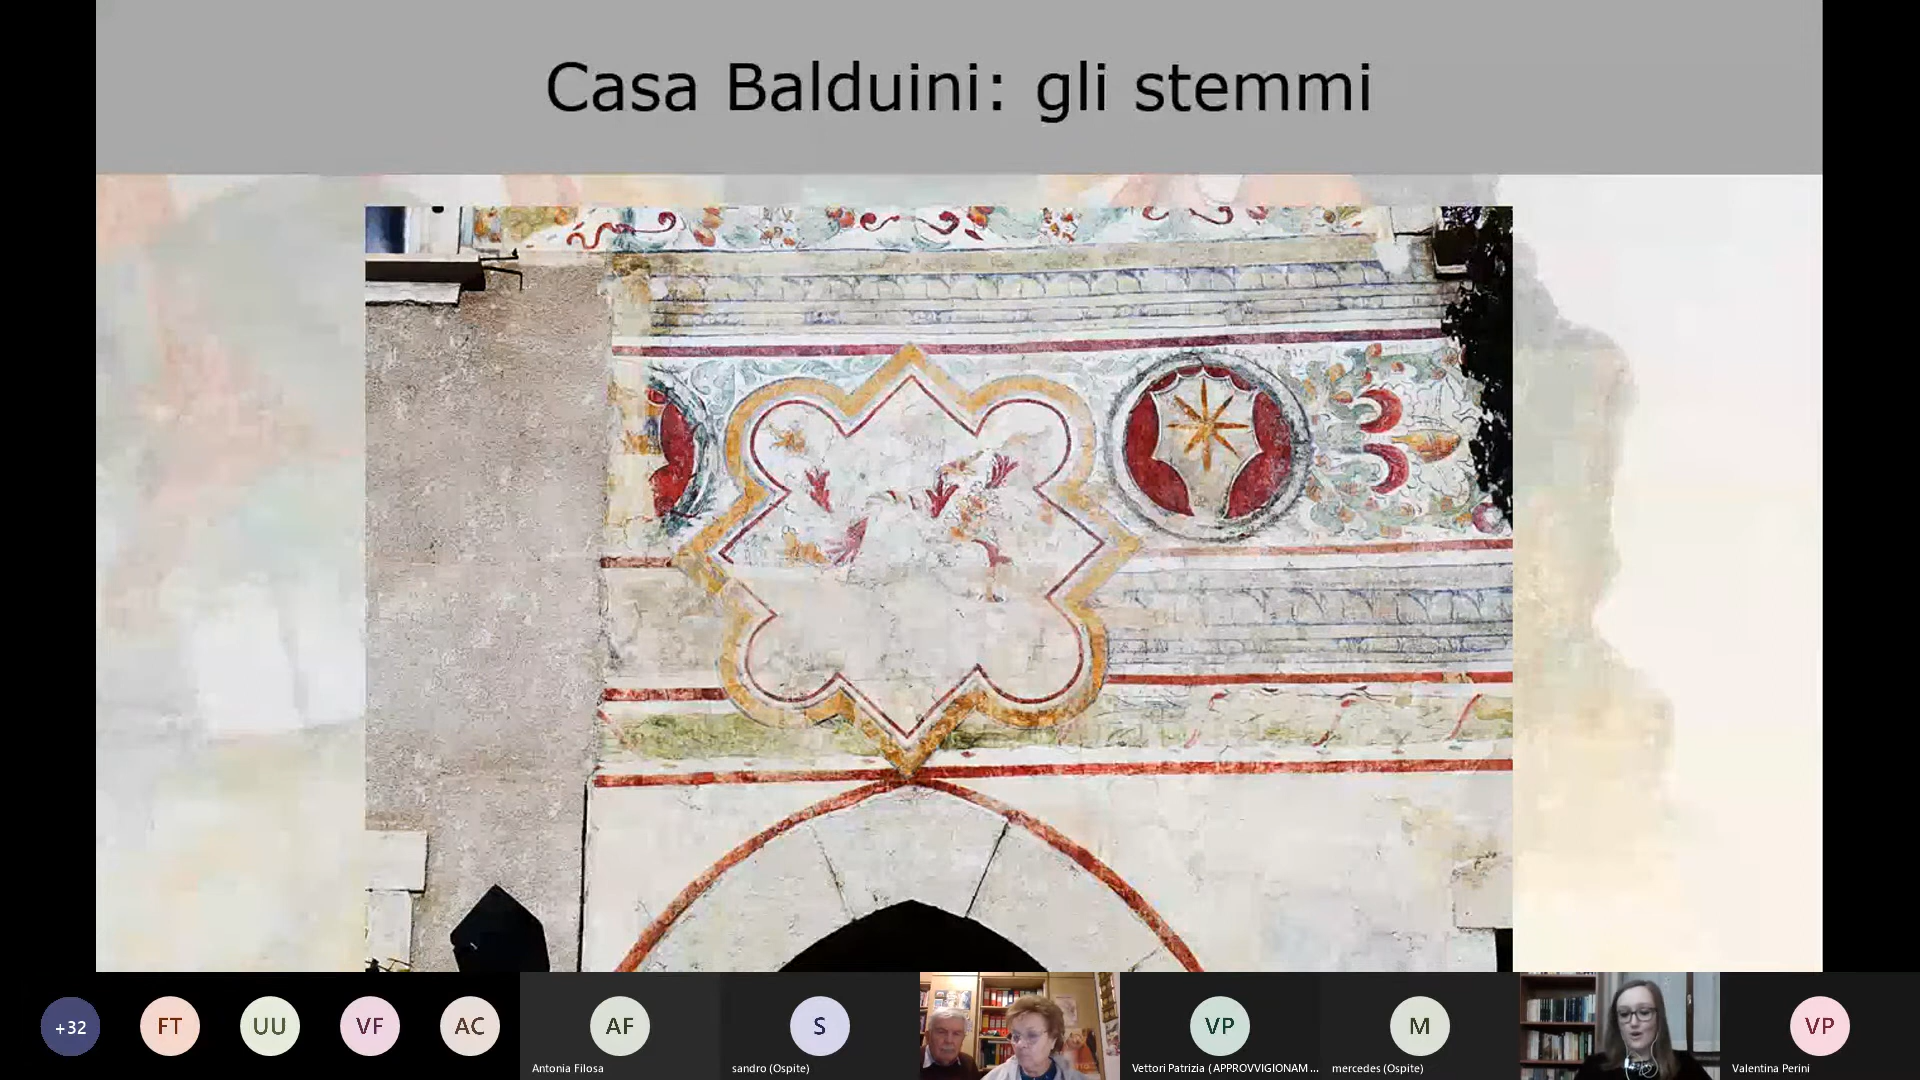 Casa Balduini: gli stemmi
+32
FT
UU
VF
AC
AF
S
VP
M
VP
Antonia Filosa
sandro (Ospite)
Vettori Patrizia ( APPROVVIGIONAM ...
mercedes (Ospite)
Valentina Perini